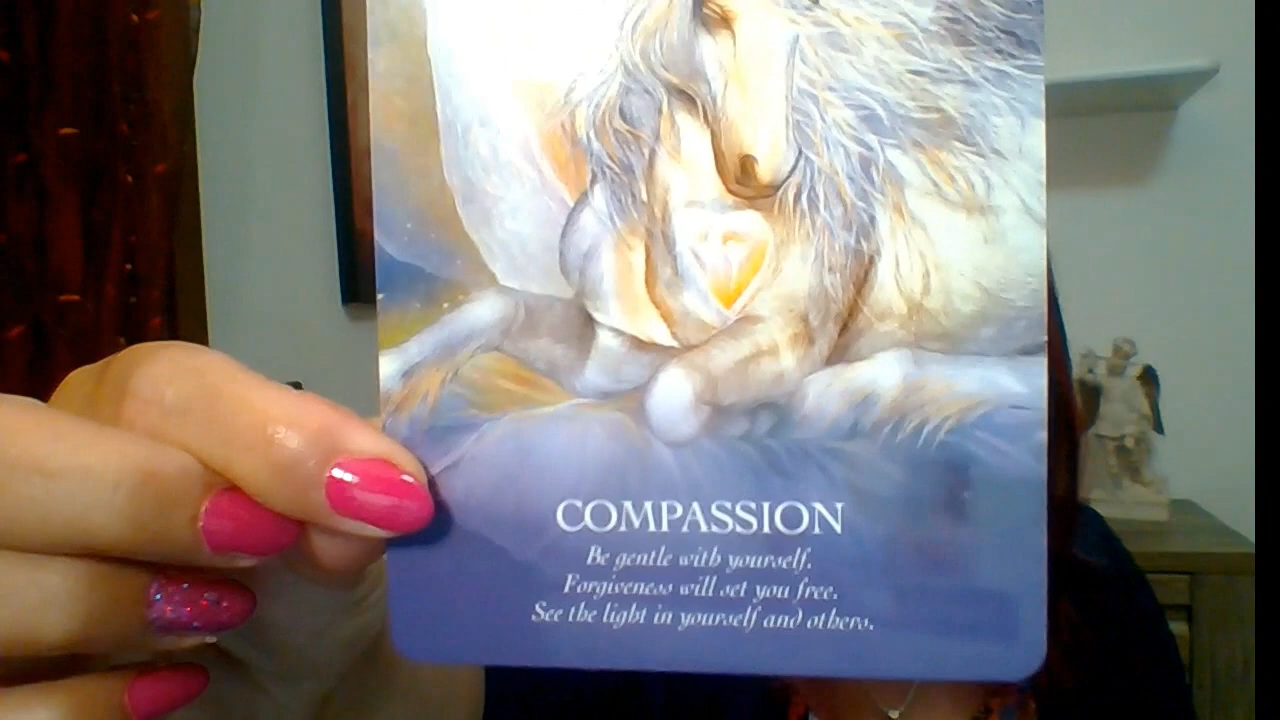 COMPASSION
Be gentle with yourself.
Forgiveness will set you free.
See the light in yourself and others.